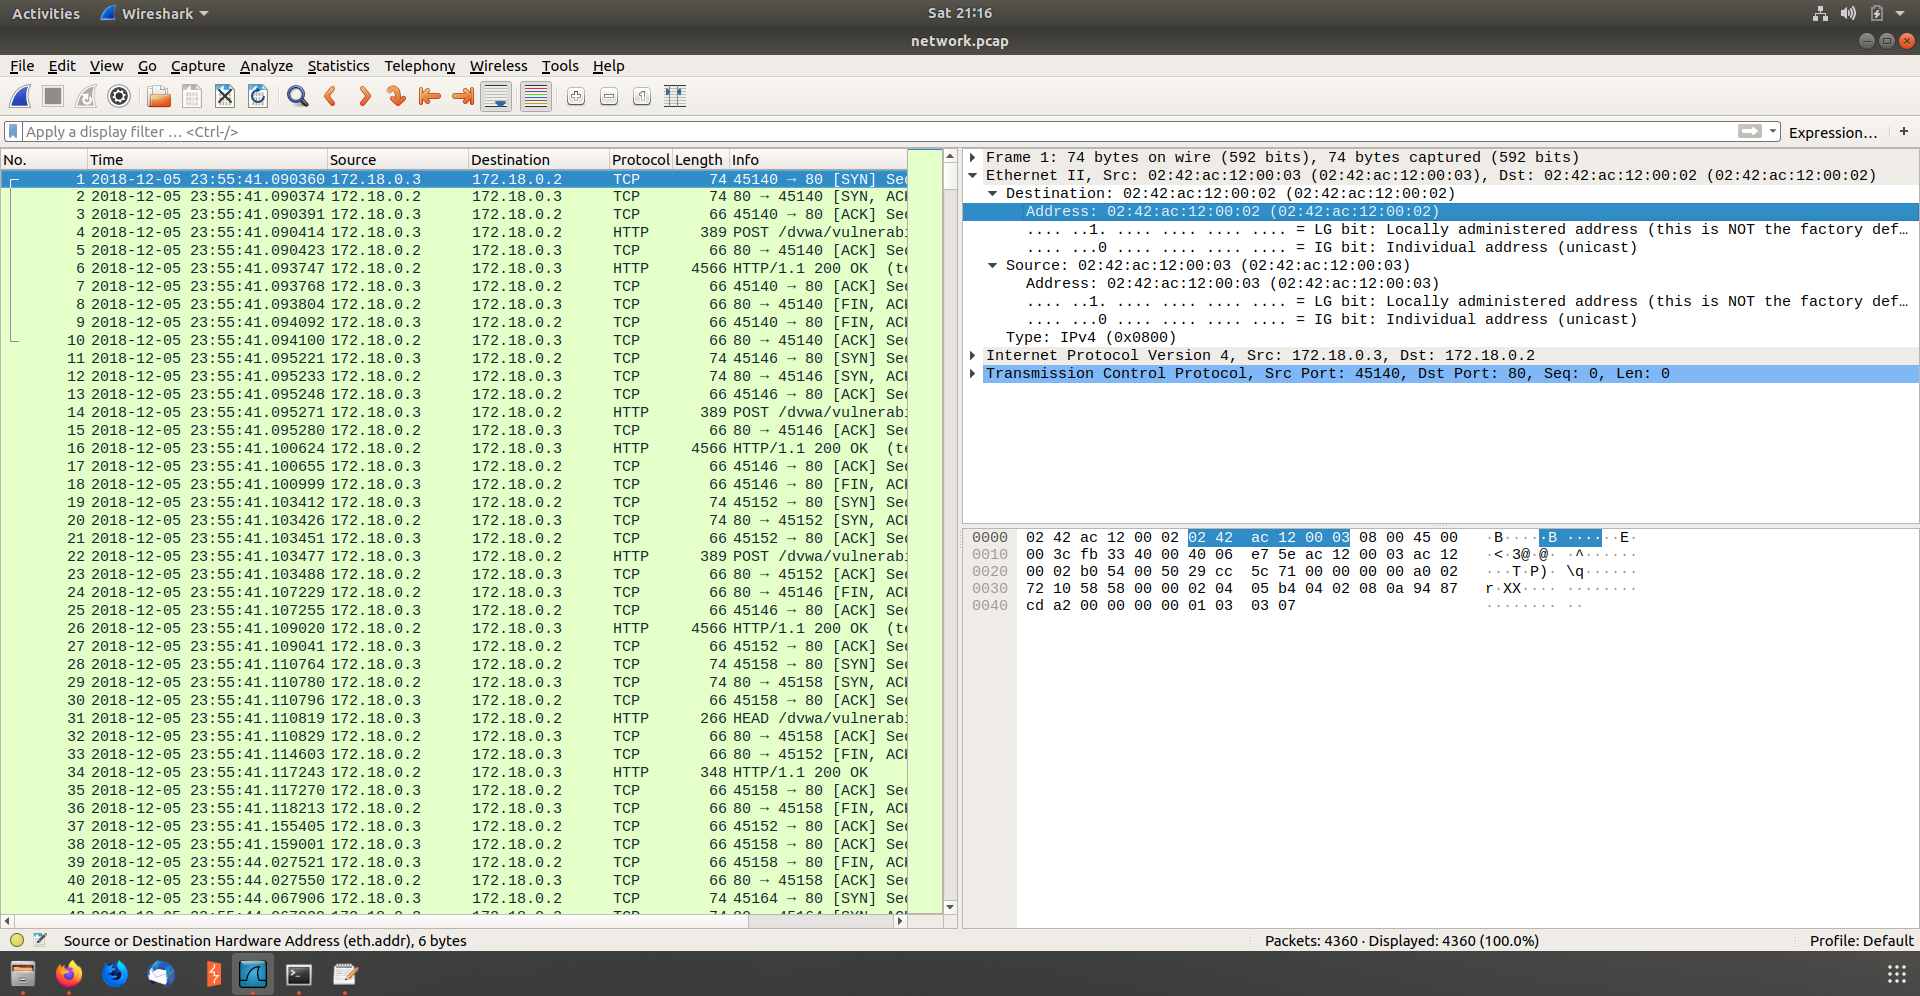 Activities Wireshark Sat 21:16
network.pcap
File Edit View Go Capture Analyze Statistics Telephony Wireless Tools Help
Apply a display filter … <Ctrl-/> Expression… +
No. Time Source Destination Protocol Length Info
1 2018-12-05 23:55:41.090360 172.18.0.3 172.18.0.2 TCP 74 45140 → 80 [SYN] Se
2 2018-12-05 23:55:41.090374 172.18.0.2 172.18.0.3 TCP 74 80 → 45140 [SYN, AC
3 2018-12-05 23:55:41.090391 172.18.0.3 172.18.0.2 TCP 66 45140 → 80 [ACK] Se
4 2018-12-05 23:55:41.090414 172.18.0.3 172.18.0.2 HTTP 389 POST /dvwa/vulnerab
5 2018-12-05 23:55:41.090423 172.18.0.2 172.18.0.3 TCP 66 80 → 45140 [ACK] Se
6 2018-12-05 23:55:41.093747 172.18.0.2 172.18.0.3 HTTP 4566 HTTP/1.1 200 OK (t
7 2018-12-05 23:55:41.093768 172.18.0.3 172.18.0.2 TCP 66 45140 → 80 [ACK] Se
8 2018-12-05 23:55:41.093804 172.18.0.2 172.18.0.3 TCP 66 80 → 45140 [FIN, AC
9 2018-12-05 23:55:41.094092 172.18.0.3 172.18.0.2 TCP 66 45140 → 80 [FIN, AC
10 2018-12-05 23:55:41.094100 172.18.0.2 172.18.0.3 TCP 66 80 → 45140 [ACK] Se
11 2018-12-05 23:55:41.095221 172.18.0.3 172.18.0.2 TCP 74 45146 → 80 [SYN] Se
12 2018-12-05 23:55:41.095233 172.18.0.2 172.18.0.3 TCP 74 80 → 45146 [SYN, AC
13 2018-12-05 23:55:41.095248 172.18.0.3 172.18.0.2 TCP 66 45146 → 80 [ACK] Se
14 2018-12-05 23:55:41.095271 172.18.0.3 172.18.0.2 HTTP 389 POST /dvwa/vulnerab
15 2018-12-05 23:55:41.095280 172.18.0.2 172.18.0.3 TCP 66 80 → 45146 [ACK] Se
16 2018-12-05 23:55:41.100624 172.18.0.2 172.18.0.3 HTTP 4566 HTTP/1.1 200 OK (t
17 2018-12-05 23:55:41.100655 172.18.0.3 172.18.0.2 TCP 66 45146 → 80 [ACK] Se
18 2018-12-05 23:55:41.100999 172.18.0.3 172.18.0.2 TCP 66 45146 → 80 [FIN, AC
19 2018-12-05 23:55:41.103412 172.18.0.3 172.18.0.2 TCP 74 45152 → 80 [SYN] Se
20 2018-12-05 23:55:41.103426 172.18.0.2 172.18.0.3 TCP 74 80 → 45152 [SYN, AC
21 2018-12-05 23:55:41.103451 172.18.0.3 172.18.0.2 TCP 66 45152 → 80 [ACK] Se
22 2018-12-05 23:55:41.103477 172.18.0.3 172.18.0.2 HTTP 389 POST /dvwa/vulnerab
23 2018-12-05 23:55:41.103488 172.18.0.2 172.18.0.3 TCP 66 80 → 45152 [ACK] Se
24 2018-12-05 23:55:41.107229 172.18.0.2 172.18.0.3 TCP 66 80 → 45146 [FIN, AC
25 2018-12-05 23:55:41.107255 172.18.0.3 172.18.0.2 TCP 66 45146 → 80 [ACK] Se
26 2018-12-05 23:55:41.109020 172.18.0.2 172.18.0.3 HTTP 4566 HTTP/1.1 200 OK (t
27 2018-12-05 23:55:41.109041 172.18.0.3 172.18.0.2 TCP 66 45152 → 80 [ACK] Se
28 2018-12-05 23:55:41.110764 172.18.0.3 172.18.0.2 TCP 74 45158 → 80 [SYN] Se
29 2018-12-05 23:55:41.110780 172.18.0.2 172.18.0.3 TCP 74 80 → 45158 [SYN, AC
30 2018-12-05 23:55:41.110796 172.18.0.3 172.18.0.2 TCP 66 45158 → 80 [ACK] Se
31 2018-12-05 23:55:41.110819 172.18.0.3 172.18.0.2 HTTP 266 HEAD /dvwa/vulnerab
32 2018-12-05 23:55:41.110829 172.18.0.2 172.18.0.3 TCP 66 80 → 45158 [ACK] Se
33 2018-12-05 23:55:41.114603 172.18.0.2 172.18.0.3 TCP 66 80 → 45152 [FIN, AC
34 2018-12-05 23:55:41.117243 172.18.0.2 172.18.0.3 HTTP 348 HTTP/1.1 200 OK
35 2018-12-05 23:55:41.117270 172.18.0.3 172.18.0.2 TCP 66 45158 → 80 [ACK] Se
36 2018-12-05 23:55:41.118213 172.18.0.2 172.18.0.3 TCP 66 80 → 45158 [FIN, AC
37 2018-12-05 23:55:41.155405 172.18.0.3 172.18.0.2 TCP 66 45152 → 80 [ACK] Se
38 2018-12-05 23:55:41.159001 172.18.0.3 172.18.0.2 TCP 66 45158 → 80 [ACK] Se
39 2018-12-05 23:55:44.027521 172.18.0.3 172.18.0.2 TCP 66 45158 → 80 [FIN, AC
40 2018-12-05 23:55:44.027550 172.18.0.2 172.18.0.3 TCP 66 80 → 45158 [ACK] Se
41 2018-12-05 23:55:44.067906 172.18.0.3 172.18.0.2 TCP 74 45164 → 80 [SYN] Se
Frame 1: 74 bytes on wire (592 bits), 74 bytes captured (592 bits)
Ethernet II, Src: 02:42:ac:12:00:03 (02:42:ac:12:00:03), Dst: 02:42:ac:12:00:02 (02:42:ac:12:00:02)
Destination: 02:42:ac:12:00:02 (02:42:ac:12:00:02)
Address: 02:42:ac:12:00:02 (02:42:ac:12:00:02)
.... ..1. .... .... .... .... = LG bit: Locally administered address (this is NOT the factory def…
.... ...0 .... .... .... .... = IG bit: Individual address (unicast)
Source: 02:42:ac:12:00:03 (02:42:ac:12:00:03)
Address: 02:42:ac:12:00:03 (02:42:ac:12:00:03)
.... ..1. .... .... .... .... = LG bit: Locally administered address (this is NOT the factory def…
.... ...0 .... .... .... .... = IG bit: Individual address (unicast)
Type: IPv4 (0x0800)
Internet Protocol Version 4, Src: 172.18.0.3, Dst: 172.18.0.2
Transmission Control Protocol, Src Port: 45140, Dst Port: 80, Seq: 0, Len: 0
0000 02 42 ac 12 00 02 02 42 ac 12 00 03 08 00 45 00 ·B·····B ······E·
0010 00 3c fb 33 40 00 40 06 e7 5e ac 12 00 03 ac 12 ·<·3@·@· ·^······
0020 00 02 b0 54 00 50 29 cc 5c 71 00 00 00 00 a0 02 ···T·P)· \q······
0030 72 10 58 58 00 00 02 04 05 b4 04 02 08 0a 94 87 r·XX···· ········
0040 cd a2 00 00 00 00 01 03 03 07 ········ ··
Source or Destination Hardware Address (eth.addr), 6 bytes Packets: 4360 · Displayed: 4360 (100.0%) Profile: Default